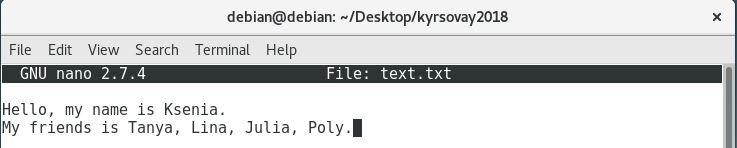 debian@debian: ~/Desktop/kyrsovay2018 ×
File Edit View Search Terminal Help
GNU nano 2.7.4 File: text.txt
Hello, my name is Ksenia.
My friends is Tanya, Lina, Julia, Poly.